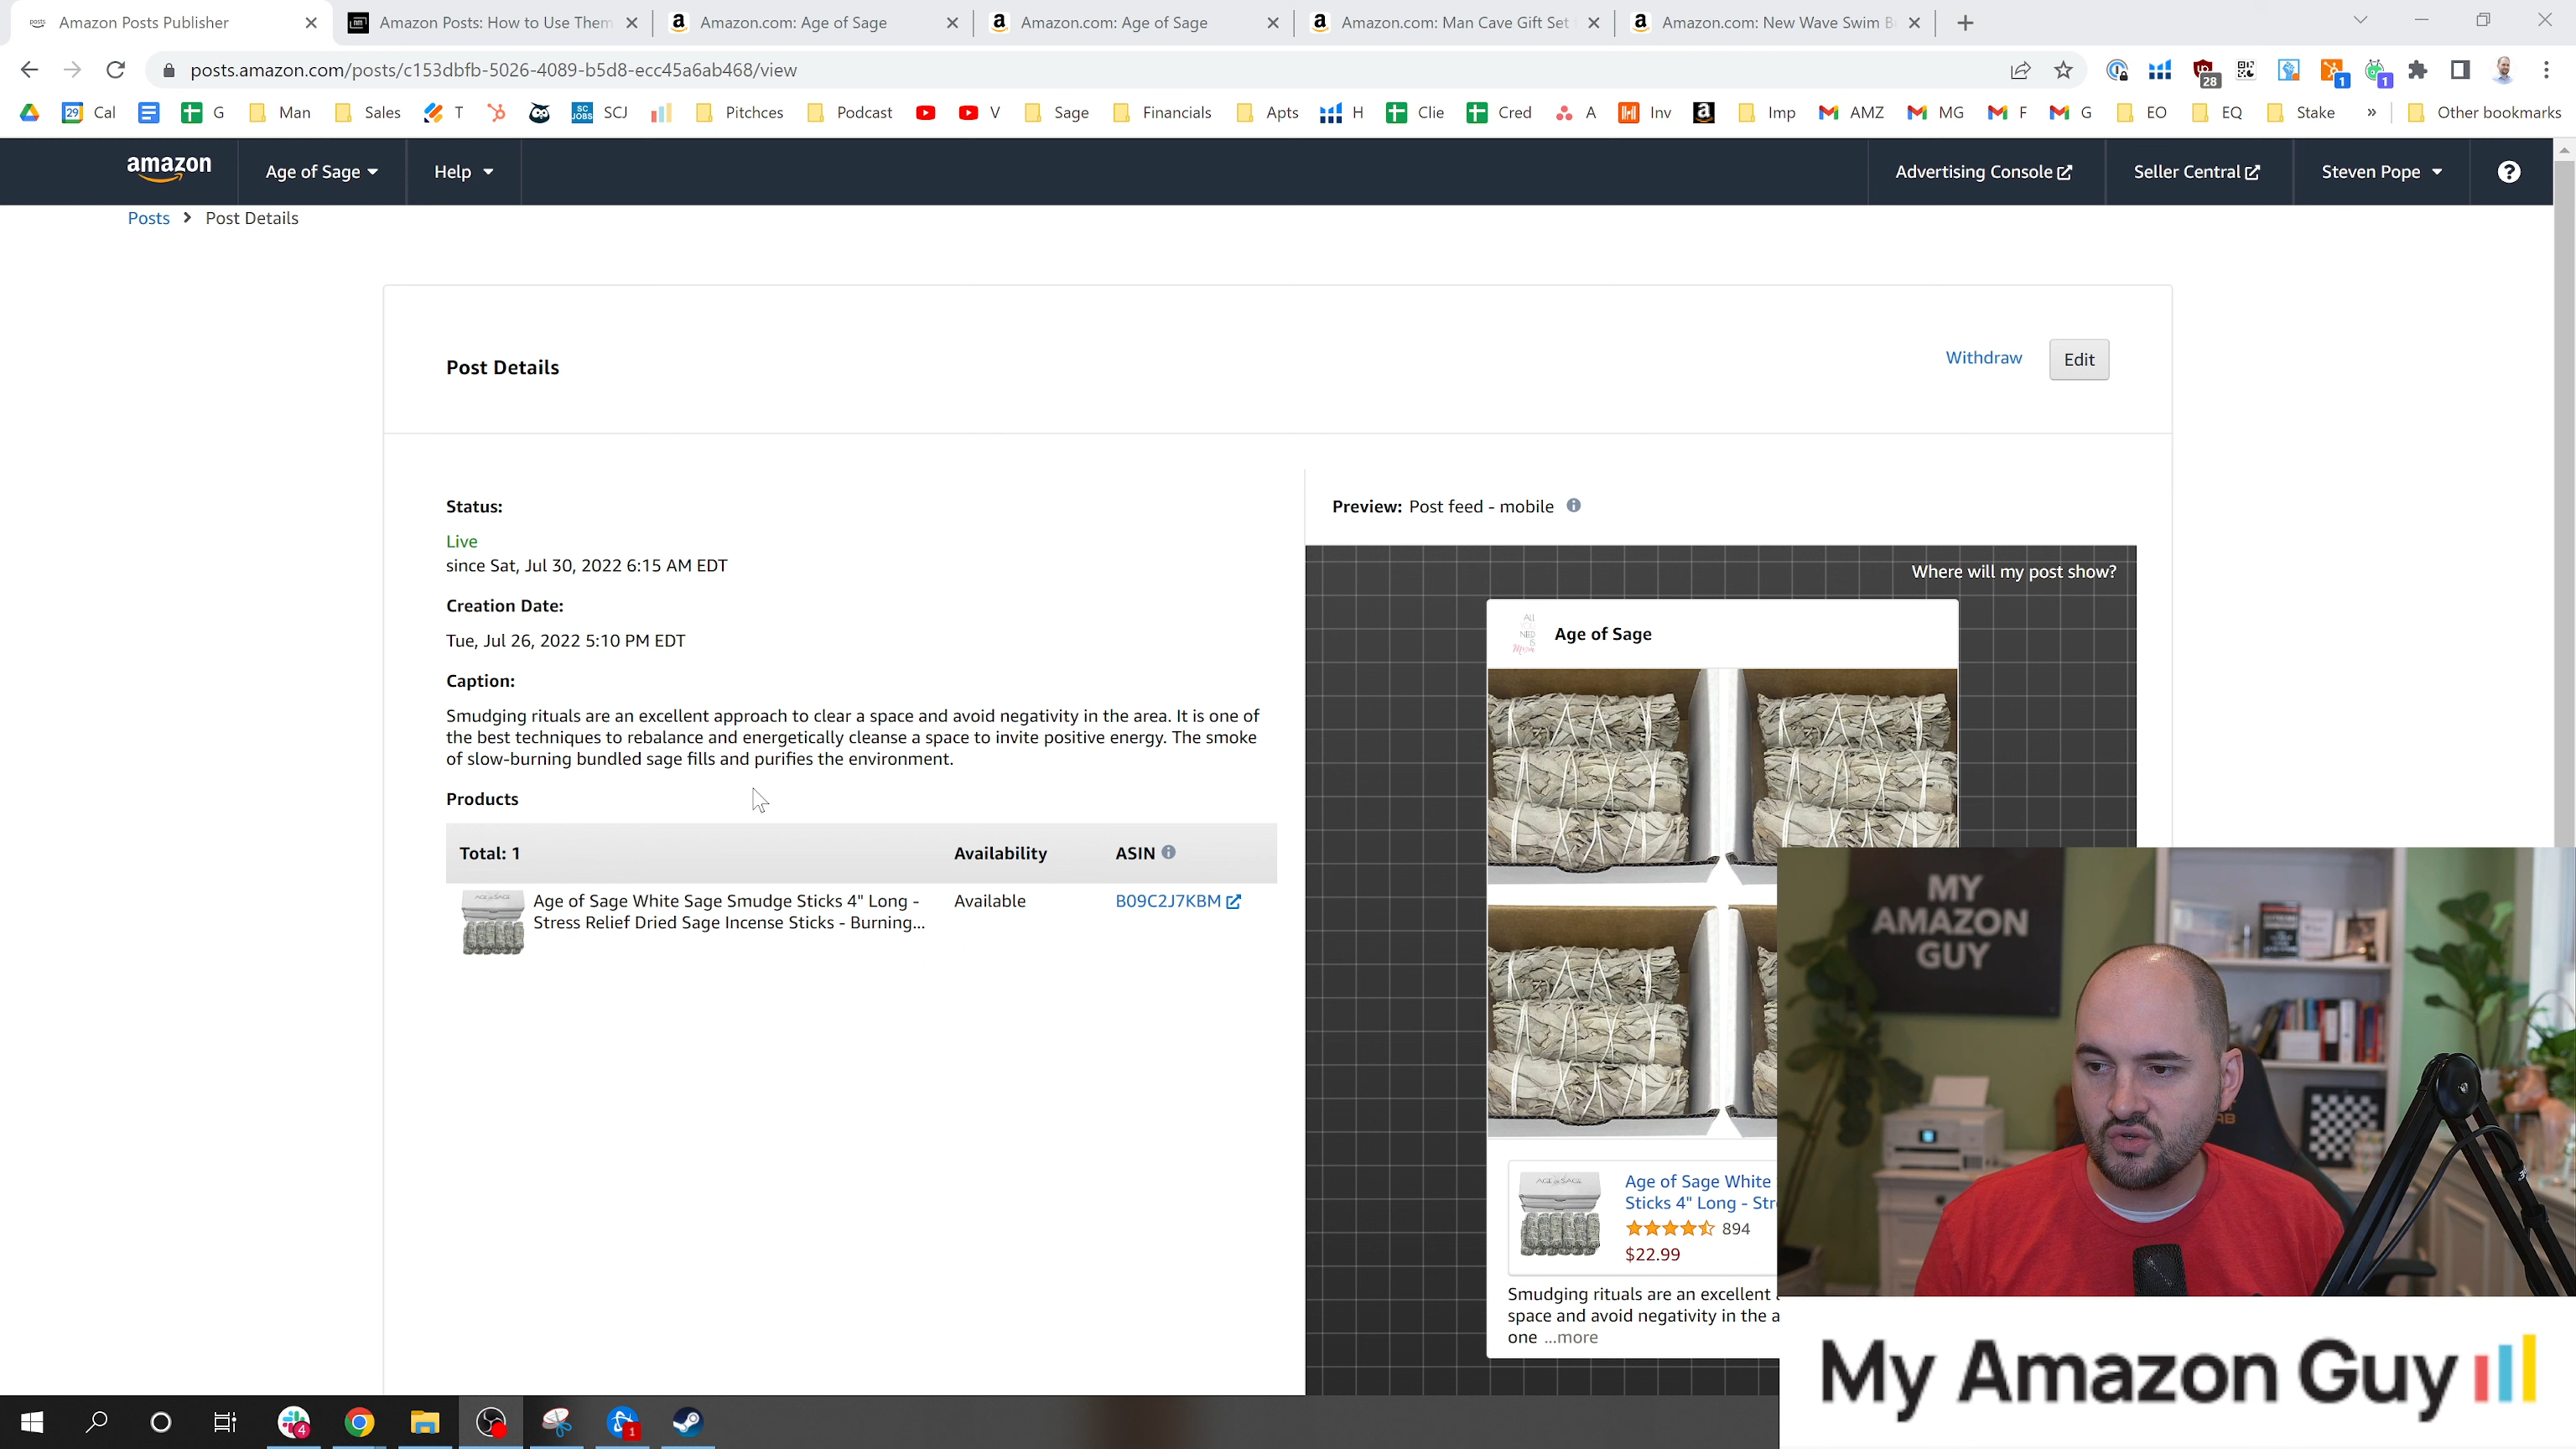 Amazon Posts Publisher
Amazon Posts: How to Use Them
Amazon.com: Age of Sage
Amazon.com: Age of Sage
Amazon.com: Man Cave Gift Set
Amazon.com: New Wave Swim B
posts.amazon.com/posts/c153dbfb-5026-4089-b5d8-ecc45a6ab468/view
28
1
1
29 Cal G Man Sales T SC JOBS SCJ Pitchces Podcast V Sage Financials Apts H Clie Cred A Inv Imp AMZ MG F G EO EQ Stake » Other bookmarks
amazon Age of Sage Help Advertising Console Seller Central Steven Pope
Posts > Post Details
Post Details
Withdraw
Edit
Status:
Live
since Sat, Jul 30, 2022 6:15 AM EDT
Creation Date:
Tue, Jul 26, 2022 5:10 PM EDT
Caption:
Smudging rituals are an excellent approach to clear a space and avoid negativity in the area. It is one of
the best techniques to rebalance and energetically cleanse a space to invite positive energy. The smoke
of slow-burning bundled sage fills and purifies the environment.
Products
Total: 1 Availability ASIN
Age of Sage White Sage Smudge Sticks 4" Long -
Stress Relief Dried Sage Incense Sticks - Burning...
Available
B09C2J7KBM
Preview: Post feed - mobile
Where will my post show?
Age of Sage
AGE of SAGE
Age of Sage White
Sticks 4" Long - Str
894
$22.99
Smudging rituals are an excellent
space and avoid negativity in the a
one ...more
MY
AMAZON
GUY
My Amazon Guy
4
1